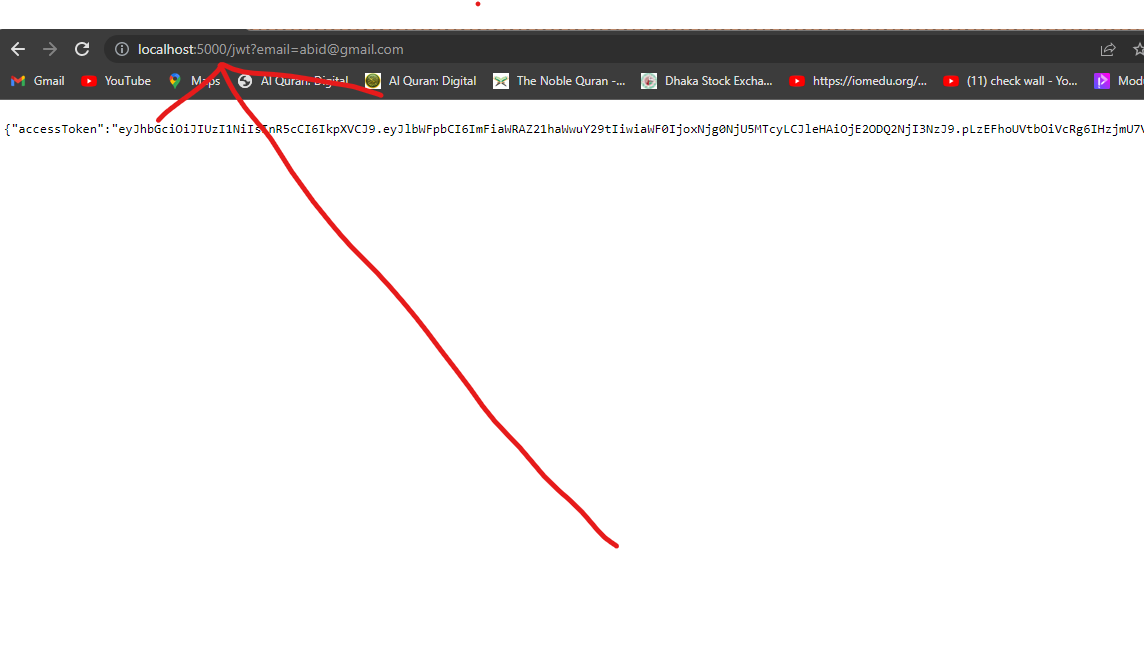 localhost:5000/jwt?email=abid@gmail.com
Gmail YouTube Maps Al Quran: Digital Al Quran: Digital The Noble Quran -... Dhaka Stock Excha... https://iomedu.org/... (11) check wall - Yo... Modu
{"accessToken":"eyJhbGciOiJIUzI1NiIsInR5cCI6IkpXVCJ9.eyJlbWFpbCI6ImFiaWRAZ21haWwuY29tIiwiaWF0IjoxNjg0NjU5MTcyLCJleHAiOjE2ODQ2NjI3NzJ9.pLzEFhoUVtbOiVcRg6IHzjmU7V